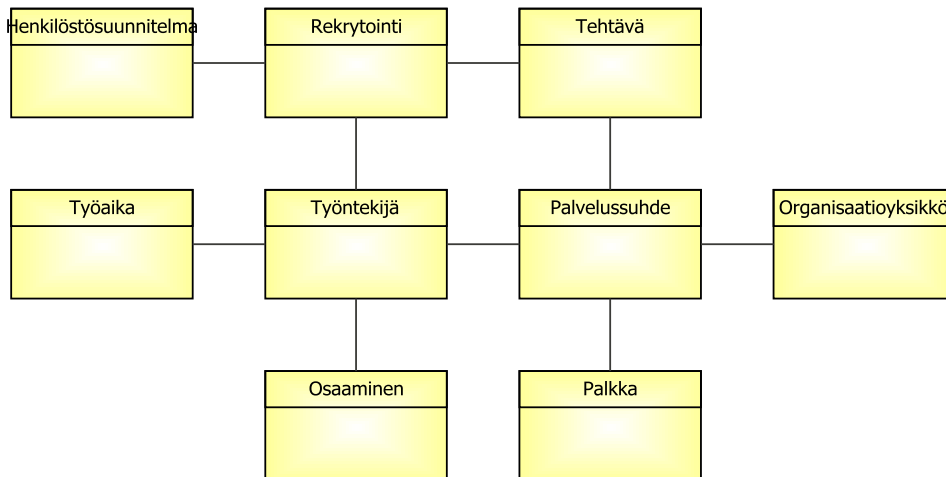 Henkilöstösuunnitelma
Rekrytointi
Tehtävä
Työaika
Työntekijä
Palvelussuhde
Organisaatioyksikkö
Osaaminen
Palkka